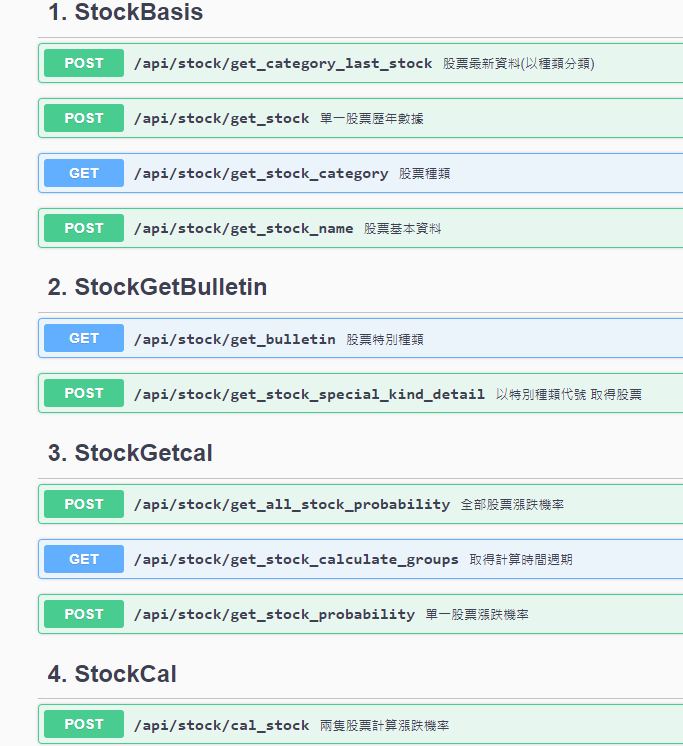 1. StockBasis
POST /api/stock/get_category_last_stock 股票最新資料(以種類分類)
POST /api/stock/get_stock 單一股票歷年數據
GET /api/stock/get_stock_category 股票種類
POST /api/stock/get_stock_name 股票基本資料
2. StockGetBulletin
GET /api/stock/get_bulletin 股票特別種類
POST /api/stock/get_stock_special_kind_detail 以特別種類代號 取得股票
3. StockGetcal
POST /api/stock/get_all_stock_probability 全部股票漲跌機率
GET /api/stock/get_stock_calculate_groups 取得計算時間週期
POST /api/stock/get_stock_probability 單一股票漲跌機率
4. StockCal
POST /api/stock/cal_stock 兩隻股票計算漲跌機率